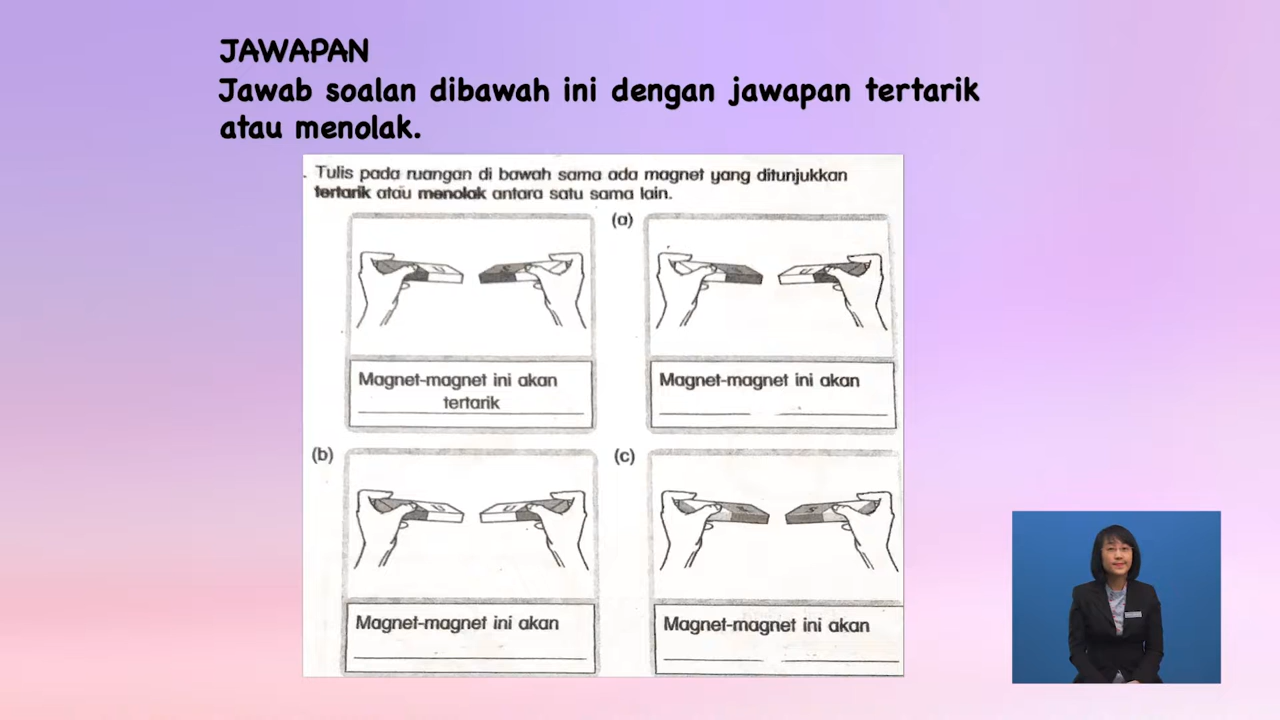 JAWAPAN
Jawab soalan dibawah ini dengan jawapan tertarik
atau menolak.
Tulis pada ruangan di bawah sama ada magnet yang ditunjukkan
tertarik atau menolak antara satu sama lain.
U S
Magnet-magnet ini akan
tertarik
(a)
U
Magnet-magnet ini akan
(b)
U U
Magnet-magnet ini akan
(c)
S
Magnet-magnet ini akan